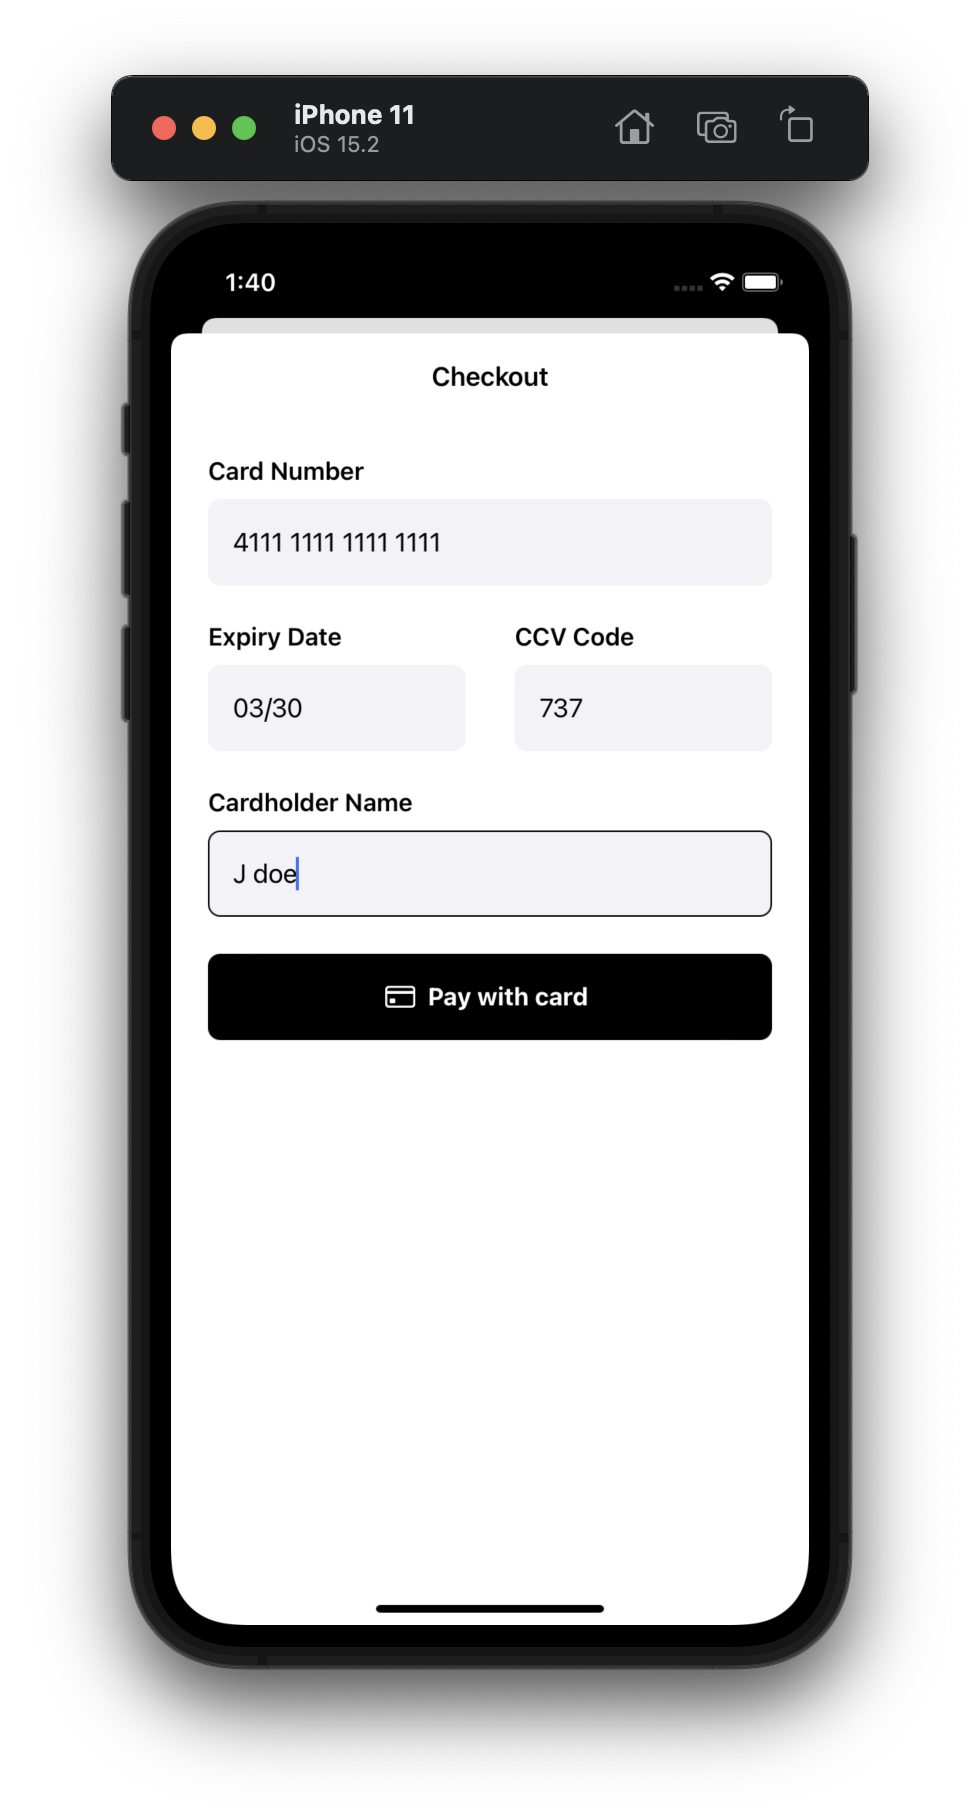 iPhone 11
iOS 15.2
1:40
Checkout
Card Number
4111 1111 1111 1111
Expiry Date
CCV Code
03/30
737
Cardholder Name
J doe
Pay with card